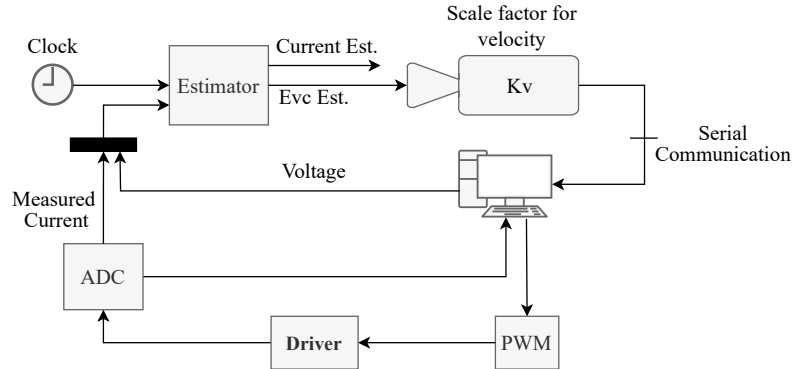 Scale factor for
velocity
Clock
Current Est.
Estimator
Evc Est.
Kv
Serial
Communication
Voltage
Measured
Current
ADC
Driver
PWM